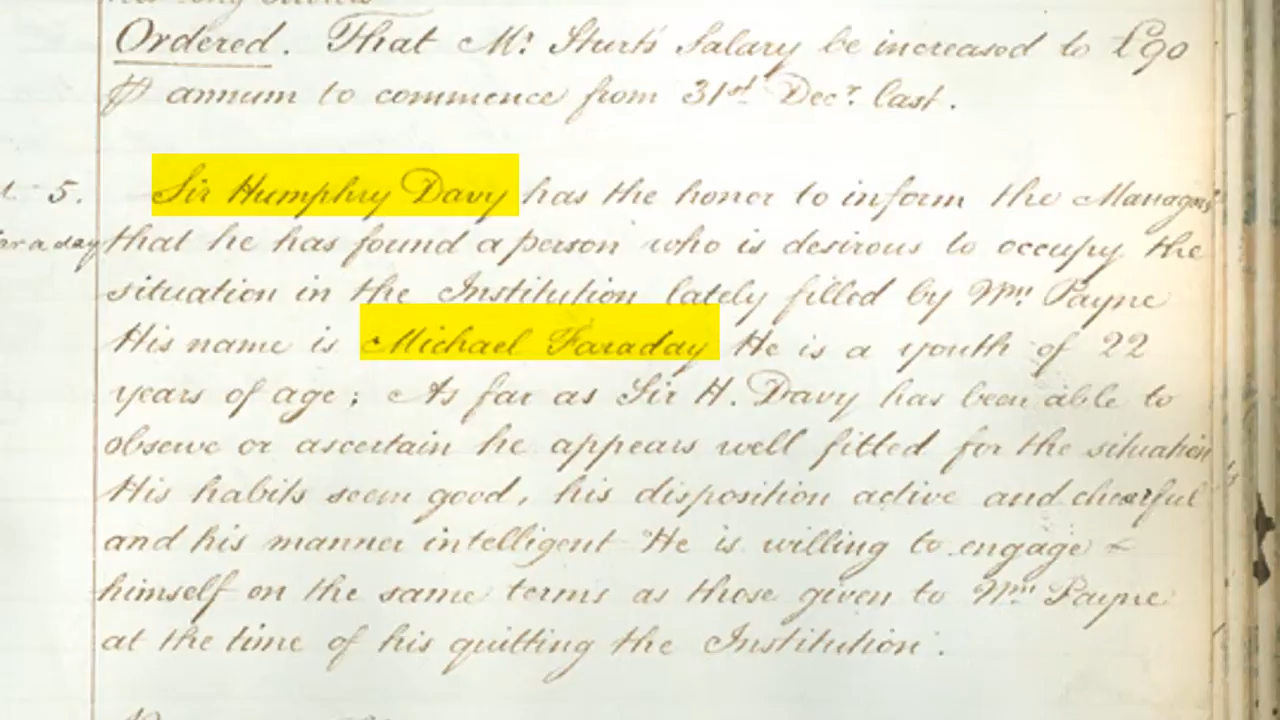 Ordered. That Mr. Sturt's Salary be increased to £90
℔ annum to commence from 31st Decr. last.
5. Sir Humphry Davy has the honor to inform the Managers
that he has found a person who is desirous to occupy the
situation in the Institution lately filled by Wm. Payne
His name is Michael Faraday He is a youth of 22
years of age; As far as Sir H. Davy has been able to
observe or ascertain he appears well fitted for the situation
His habits seem good, his disposition active and chearful
and his manner intelligent He is willing to engage
himself on the same terms as those given to Wm. Payne
at the time of his quitting the Institution.